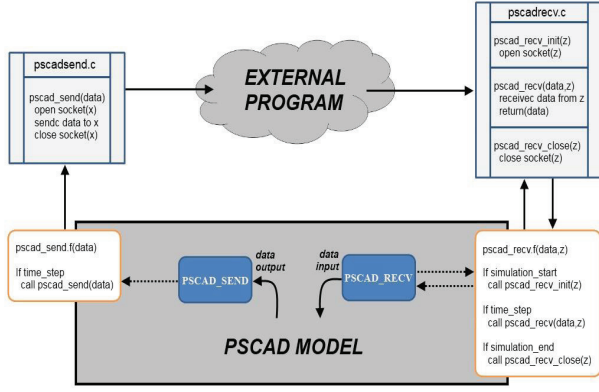 pscadsend.c
pscad_send(data)
open socket(x)
sendc data to x
close socket(x)
EXTERNAL
PROGRAM
pscadrecv.c
pscad_recv_init(z)
open socket(z)
pscad_recv(data,z)
receivec data from z
return(data)
pscad_recv_close(z)
close socket(z)
pscad_send.f(data)
If time_step
call pscad_send(data)
PSCAD_SEND
data
output
data
input
PSCAD_RECV
PSCAD MODEL
pscad_recv.f(data,z)
If simulation_start
call pscad_recv_init(z)
If time_step
call pscad_recv(data,z)
If simulation_end
call pscad_recv_close(z)